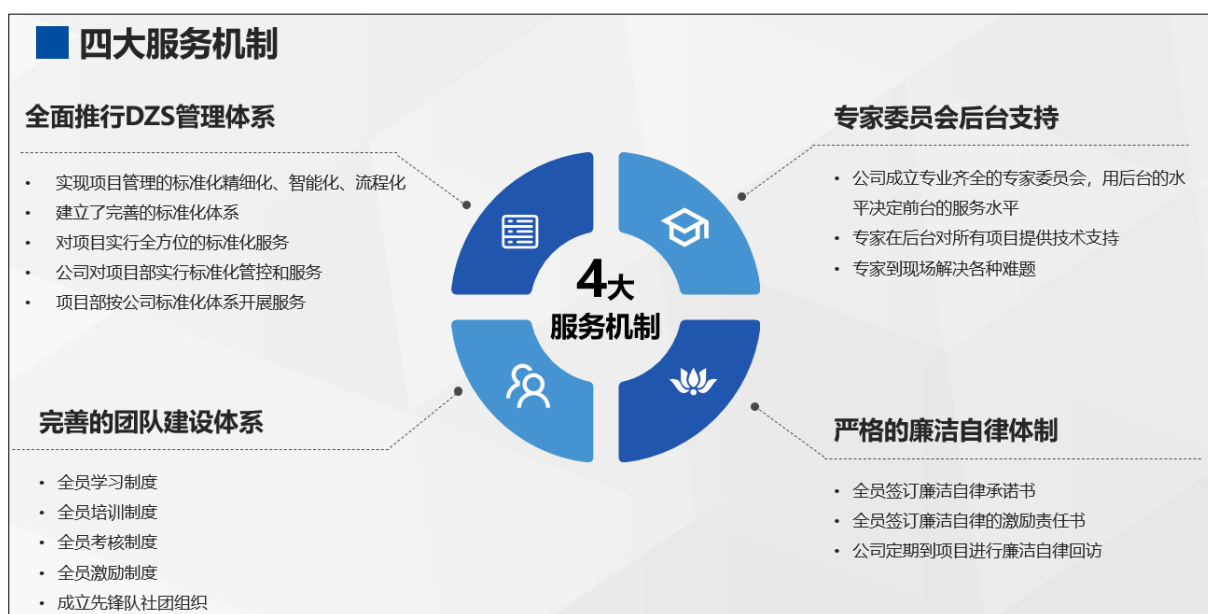 四大服务机制
全面推行DZS管理体系
• 实现项目管理的标准化精细化、智能化、流程化
• 建立了完善的标准化体系
• 对项目实行全方位的标准化服务
• 公司对项目部实行标准化管控和服务
• 项目部按公司标准化体系开展服务
专家委员会后台支持
• 公司成立专业齐全的专家委员会，用后台的水
平决定前台的服务水平
• 专家在后台对所有项目提供技术支持
• 专家到现场解决各种难题
4大
服务机制
完善的团队建设体系
• 全员学习制度
• 全员培训制度
• 全员考核制度
• 全员激励制度
• 成立先锋队社团组织
严格的廉洁自律体制
• 全员签订廉洁自律承诺书
• 全员签订廉洁自律的激励责任书
• 公司定期到项目进行廉洁自律回访